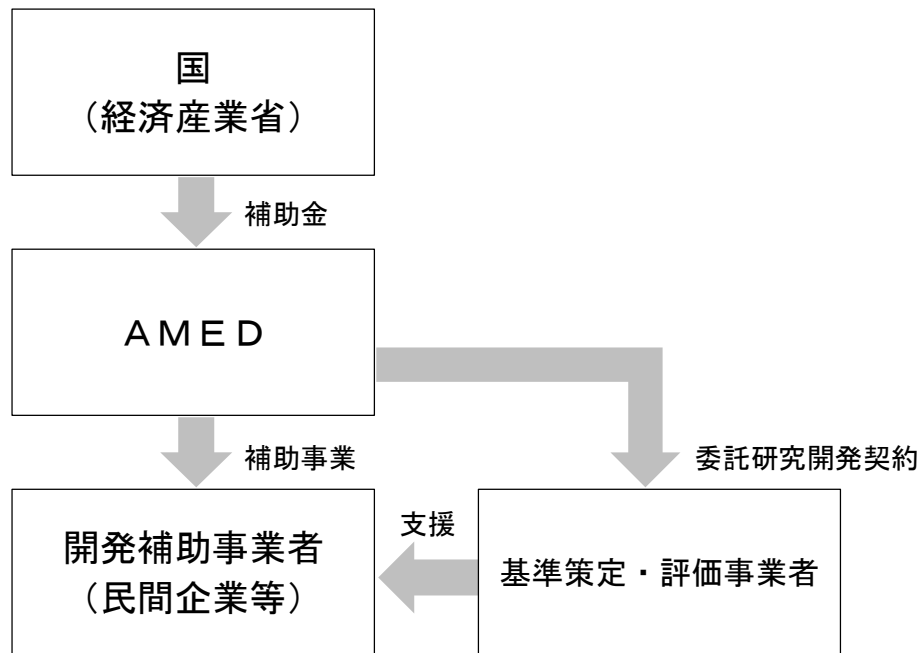 国
（経済産業省）
補助金
ＡＭＥＤ
補助事業
委託研究開発契約
開発補助事業者
（民間企業等）
支援
基準策定・評価事業者